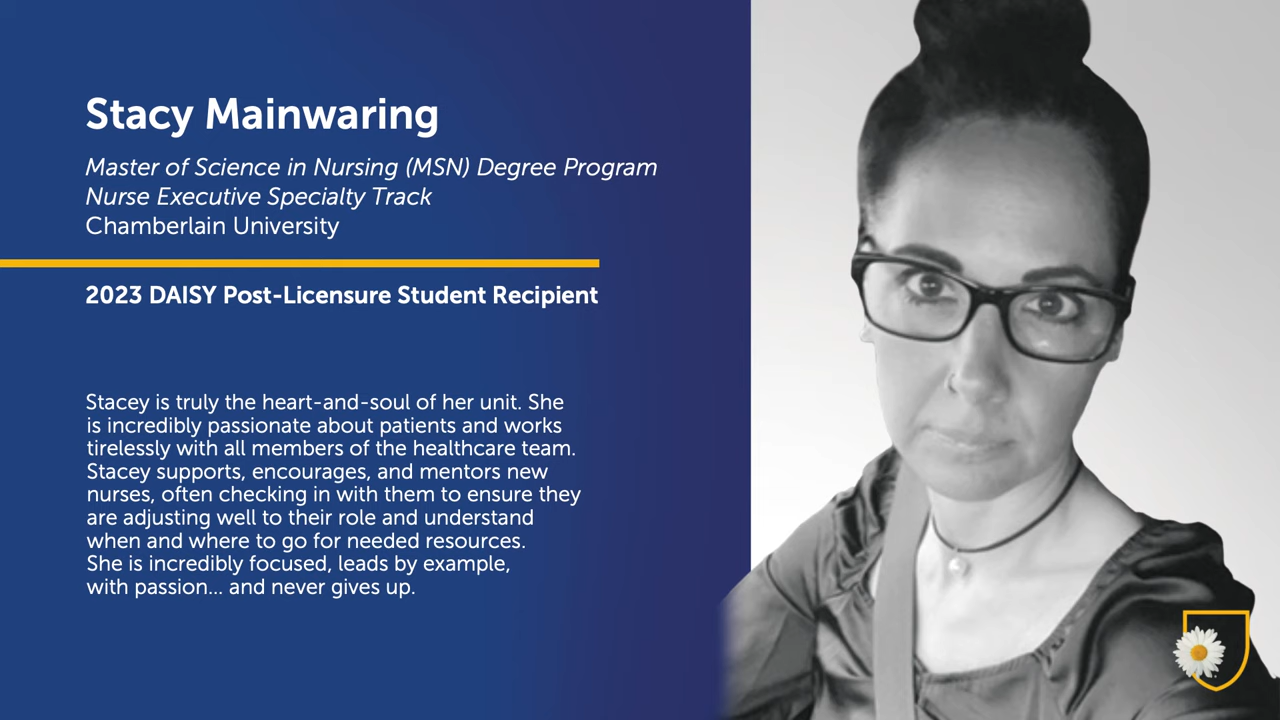 Stacy Mainwaring
Master of Science in Nursing (MSN) Degree Program
Nurse Executive Specialty Track
Chamberlain University
2023 DAISY Post-Licensure Student Recipient
Stacey is truly the heart-and-soul of her unit. She
is incredibly passionate about patients and works
tirelessly with all members of the healthcare team.
Stacey supports, encourages, and mentors new
nurses, often checking in with them to ensure they
are adjusting well to their role and understand
when and where to go for needed resources.
She is incredibly focused, leads by example,
with passion... and never gives up.